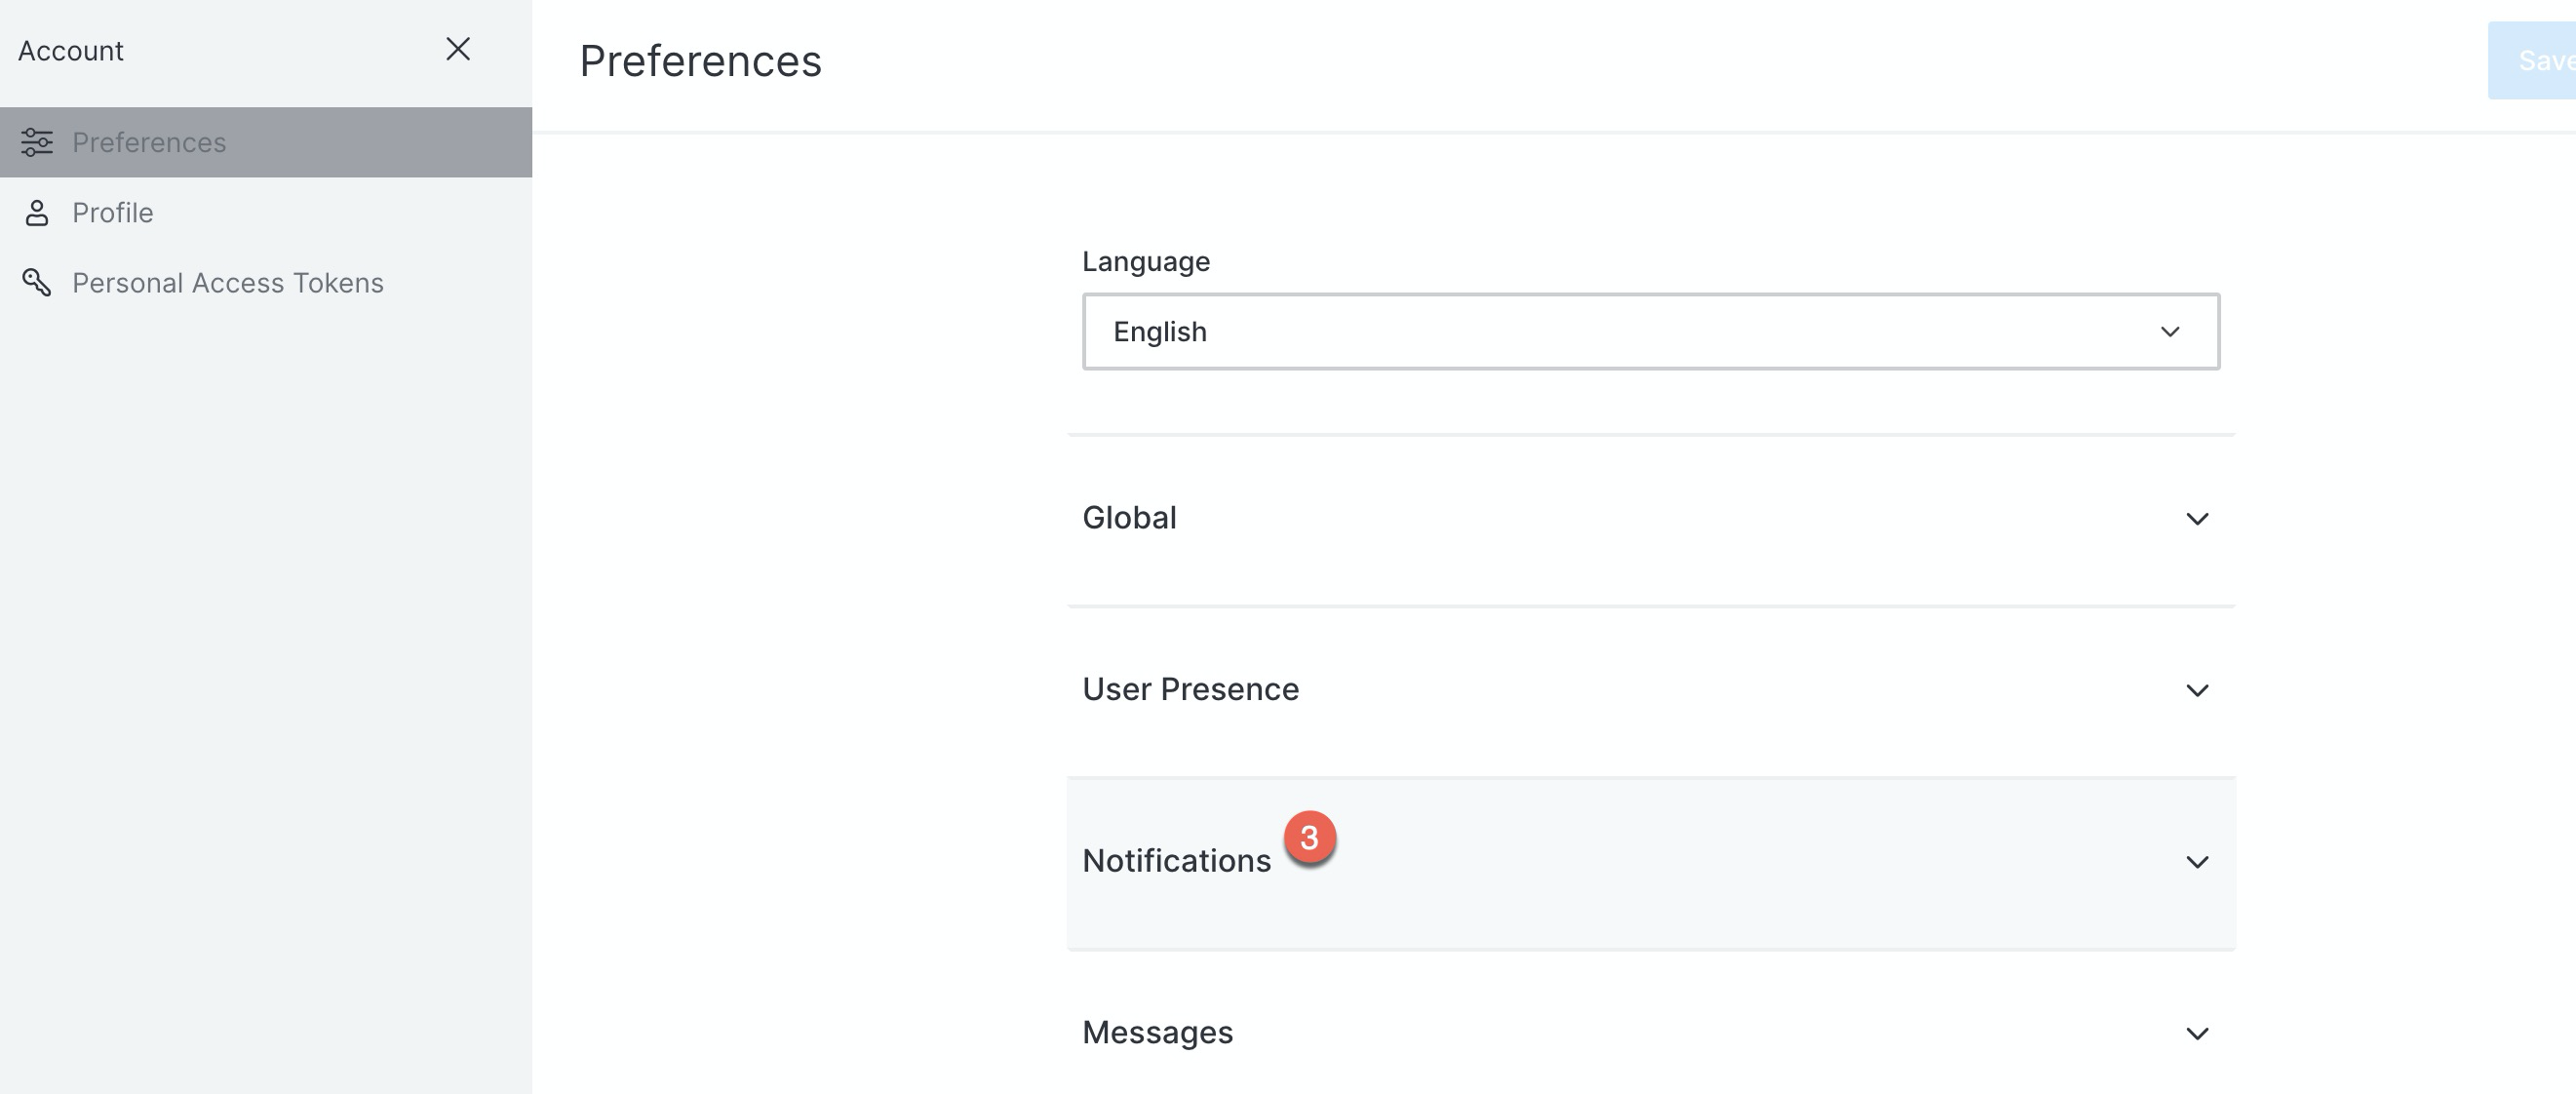 Account
Preferences
Profile
Personal Access Tokens
Preferences
Save
Language
English
Global
User Presence
Notifications
3
Messages